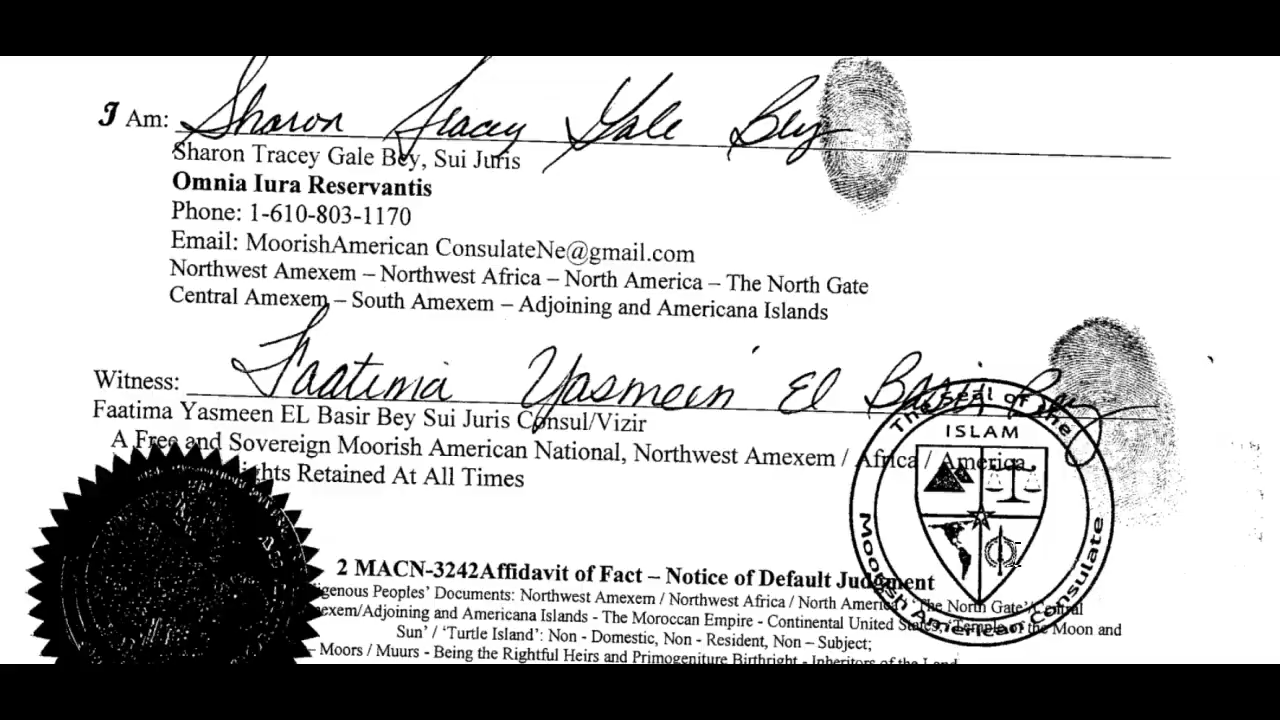 I Am: Sharon Tracey Gale Bey
Sharon Tracey Gale Bey, Sui Juris
Omnia Iura Reservantis
Phone: 1-610-803-1170
Email: MoorishAmerican ConsulateNe@gmail.com
Northwest Amexem – Northwest Africa – North America – The North Gate
Central Amexem – South Amexem – Adjoining and Americana Islands
Witness: Faatima Yasmeen El Basir Bey
Faatima Yasmeen EL Basir Bey Sui Juris Consul/Vizir
A Free and Sovereign Moorish American National, Northwest Amexem / Africa / America
Retained At All Times
The Seal of the
ISLAM
Moorish American Consulate
2 MACN-3242Affidavit of Fact – Notice of Default Judgment
Peoples’ Documents: Northwest Amexem / Northwest Africa / North America / ‘The North Gate’/Central
Islands - The Moroccan Empire - Continental United States, ‘Temple of the Moon and
Sun’ / ‘Turtle Island’: Non - Domestic, Non - Resident, Non – Subject;
– Moors / Muurs - Being the Rightful Heirs and Primogeniture Birthright - Inheritors of the Land